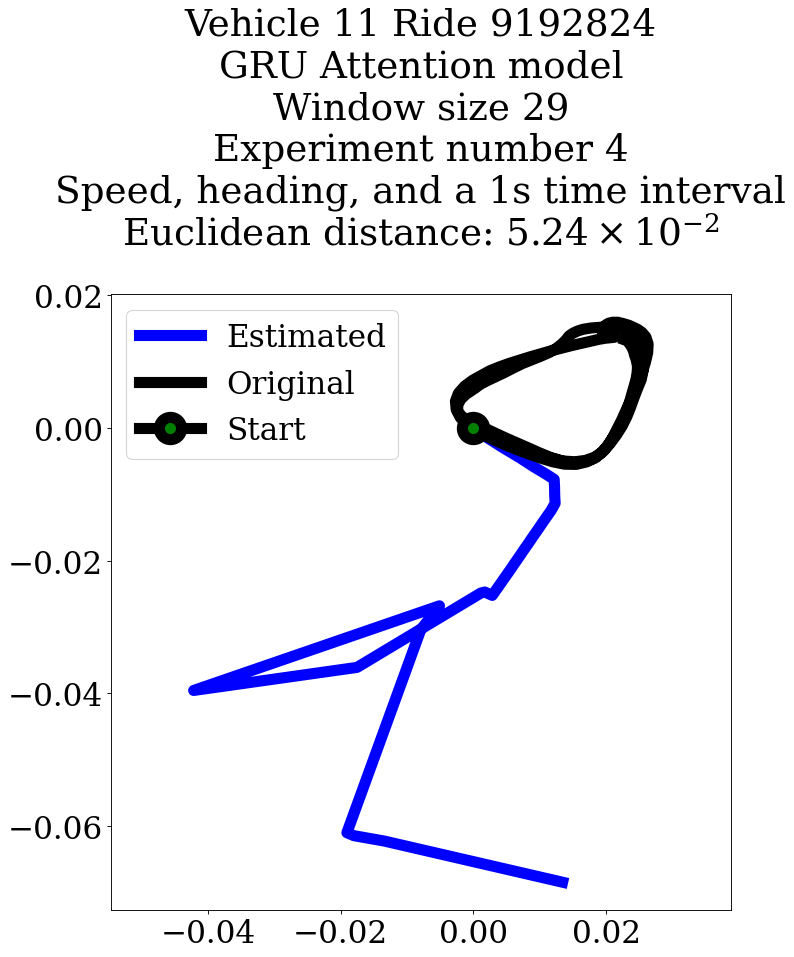 Vehicle 11 Ride 9192824
GRU Attention model
Window size 29
Experiment number 4
Speed, heading, and a 1s time interval
Euclidean distance: 5.24 × 10⁻²
0.02
0.00
−0.02
−0.04
−0.06
Estimated
Original
Start
−0.04
−0.02
0.00
0.02